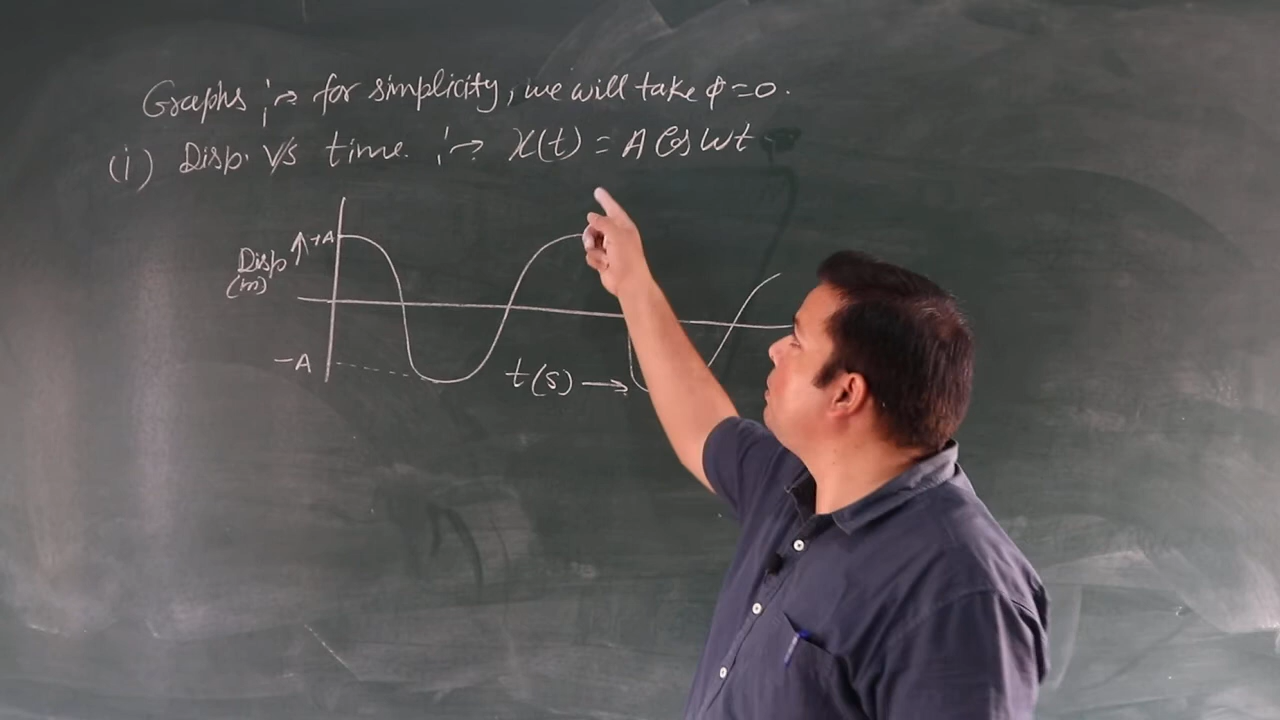 Graphs :→ for simplicity, we will take φ=0.
(i) Disp. V/s time. :→ x(t) = A Cos ωt
Disp ↑ +A
(m)
-A
t(s) →